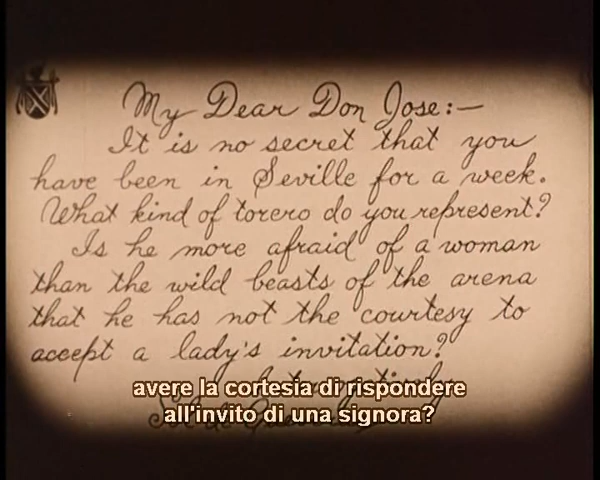 My Dear Don Jose:—
It is no secret that you
have been in Seville for a week.
What kind of torero do you represent?
Is he more afraid of a woman
than the wild beasts of the arena
that he has not the courtesy to
accept a lady's invitation?
avere la cortesia di rispondere
all'invito di una signora?